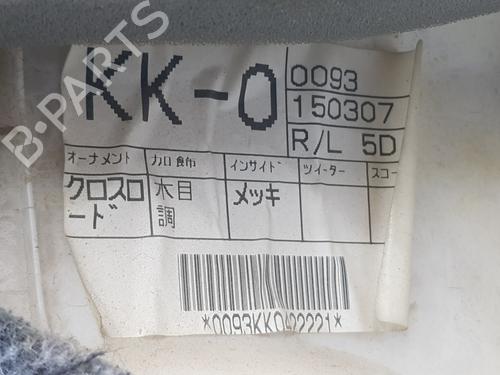 B-PARTS
KK-0
0093
150307
R/L 5D
オーナメント カロ 飾布 インサイド ツイーター スコー
クロスロード 木目調 メッキ
*0093KK0422221*